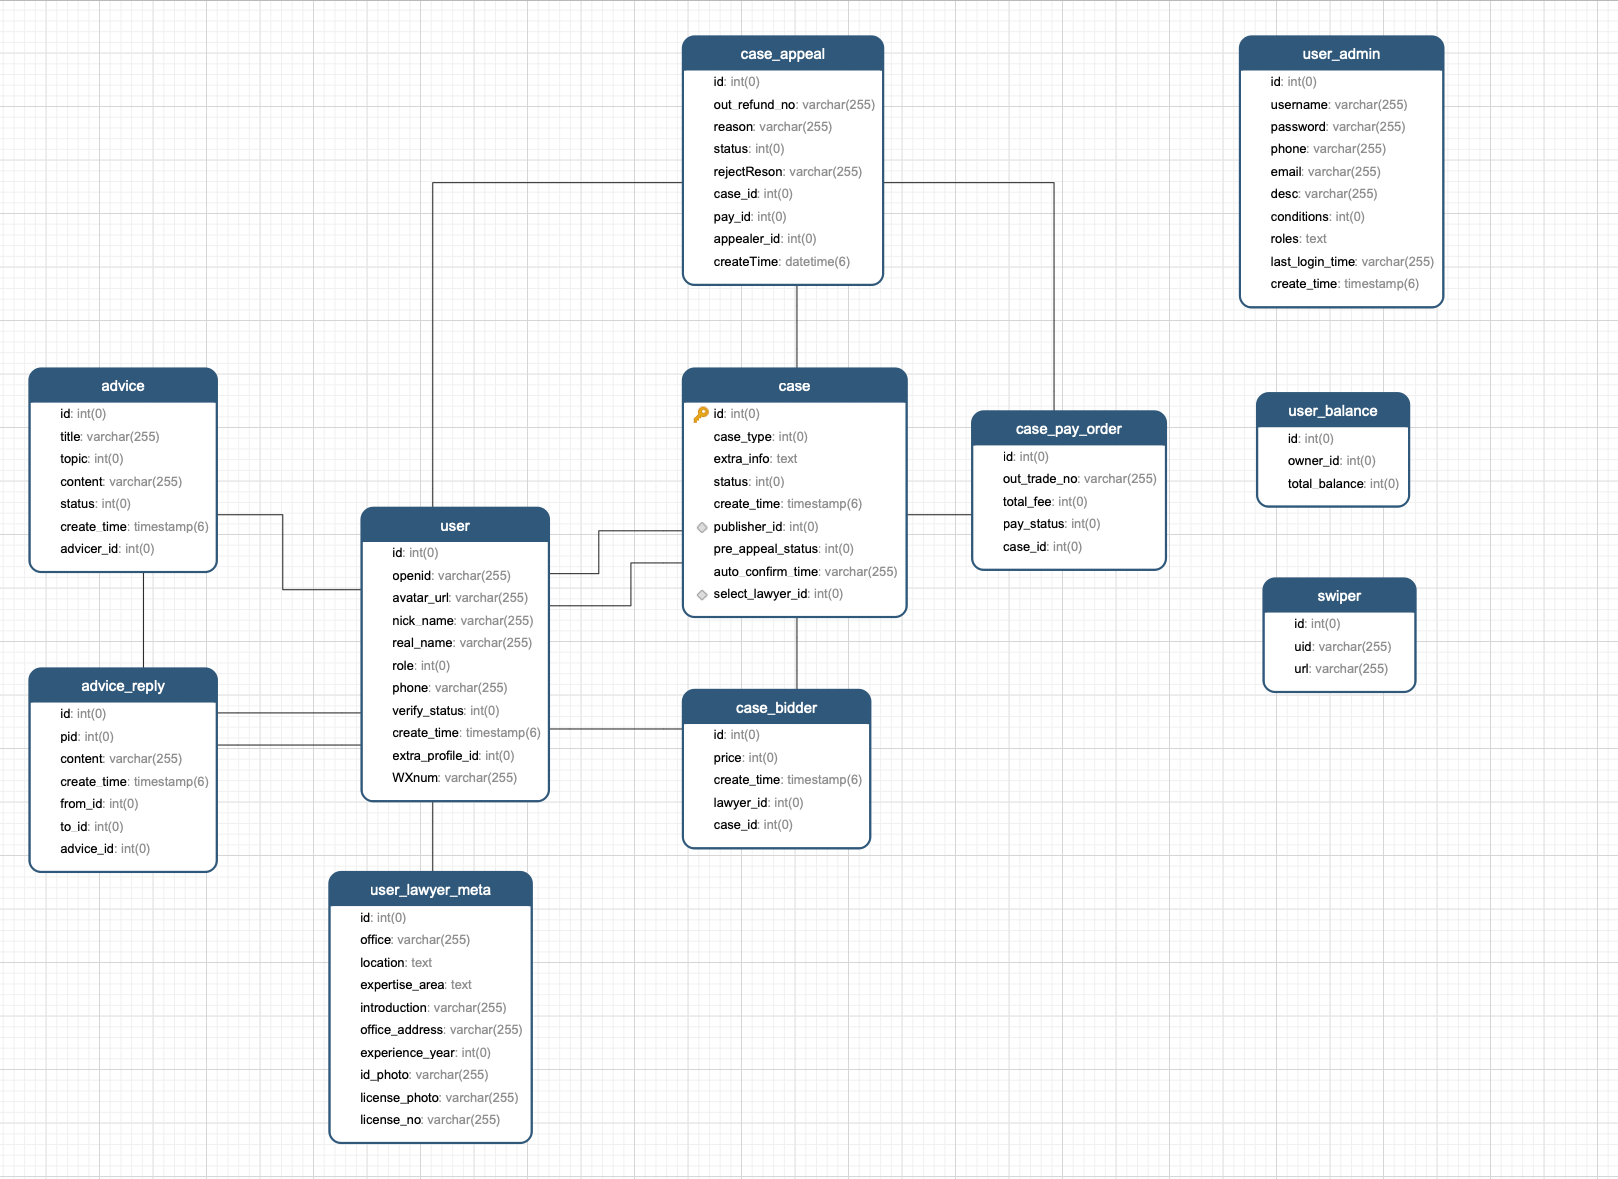 case_appeal
id: int(0)
out_refund_no: varchar(255)
reason: varchar(255)
status: int(0)
rejectReson: varchar(255)
case_id: int(0)
pay_id: int(0)
appealer_id: int(0)
createTime: datetime(6)
user_admin
id: int(0)
username: varchar(255)
password: varchar(255)
phone: varchar(255)
email: varchar(255)
desc: varchar(255)
conditions: int(0)
roles: text
last_login_time: varchar(255)
create_time: timestamp(6)
advice
id: int(0)
title: varchar(255)
topic: int(0)
content: varchar(255)
status: int(0)
create_time: timestamp(6)
advicer_id: int(0)
case
id: int(0)
case_type: int(0)
extra_info: text
status: int(0)
create_time: timestamp(6)
publisher_id: int(0)
pre_appeal_status: int(0)
auto_confirm_time: varchar(255)
select_lawyer_id: int(0)
case_pay_order
id: int(0)
out_trade_no: varchar(255)
total_fee: int(0)
pay_status: int(0)
case_id: int(0)
user_balance
id: int(0)
owner_id: int(0)
total_balance: int(0)
user
id: int(0)
openid: varchar(255)
avatar_url: varchar(255)
nick_name: varchar(255)
real_name: varchar(255)
role: int(0)
phone: varchar(255)
verify_status: int(0)
create_time: timestamp(6)
extra_profile_id: int(0)
WXnum: varchar(255)
swiper
id: int(0)
uid: varchar(255)
url: varchar(255)
advice_reply
id: int(0)
pid: int(0)
content: varchar(255)
create_time: timestamp(6)
from_id: int(0)
to_id: int(0)
advice_id: int(0)
case_bidder
id: int(0)
price: int(0)
create_time: timestamp(6)
lawyer_id: int(0)
case_id: int(0)
user_lawyer_meta
id: int(0)
office: varchar(255)
location: text
expertise_area: text
introduction: varchar(255)
office_address: varchar(255)
experience_year: int(0)
id_photo: varchar(255)
license_photo: varchar(255)
license_no: varchar(255)